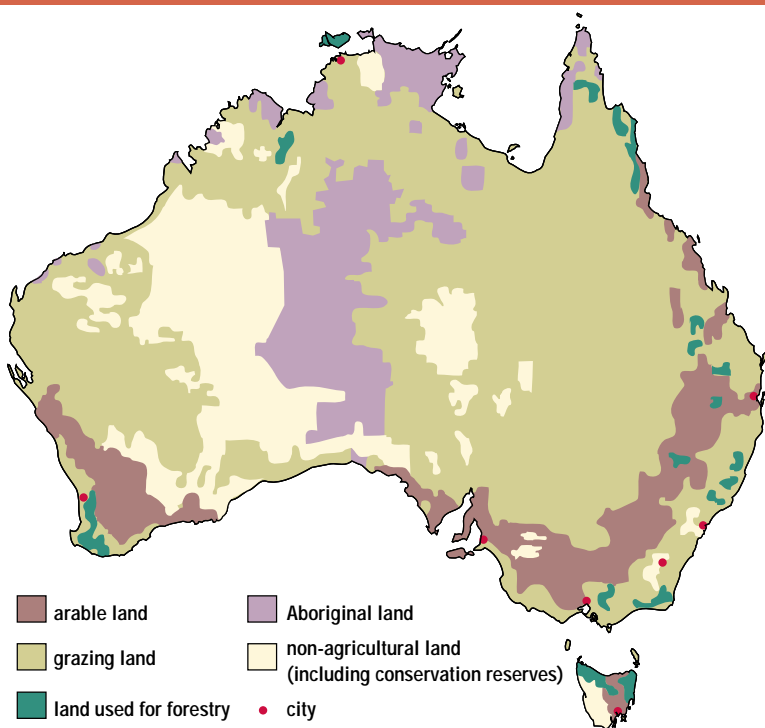 arable land
grazing land
land used for forestry
Aboriginal land
non-agricultural land
(including conservation reserves)
city